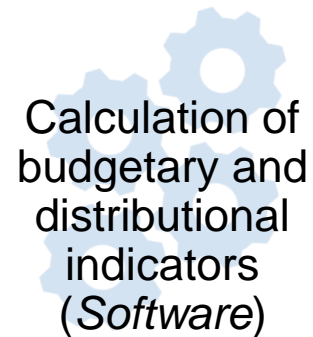 Calculation of
budgetary and
distributional
indicators
(Software)